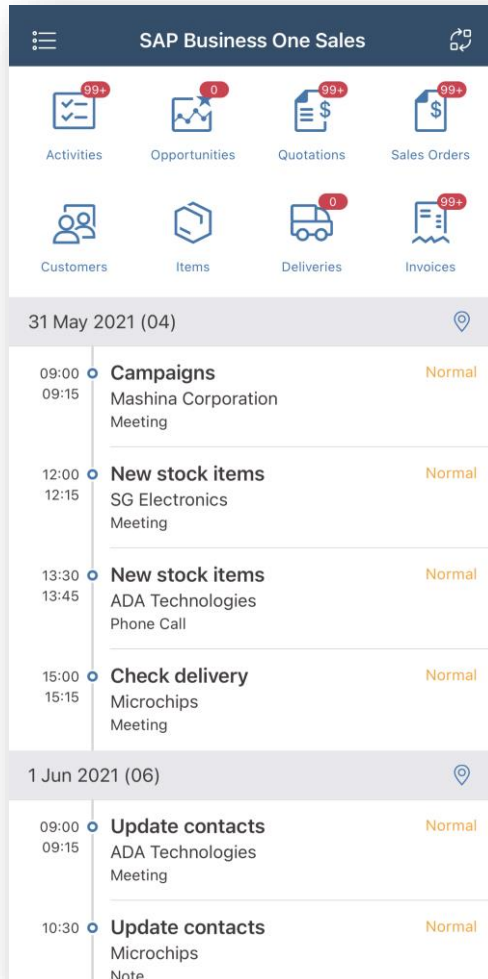 SAP Business One Sales
99+ 0 99+ 99+
$ $
Activities Opportunities Quotations Sales Orders
0 99+
Customers Items Deliveries Invoices
31 May 2021 (04)
09:00 Campaigns Normal
09:15 Mashina Corporation
Meeting
12:00 New stock items Normal
12:15 SG Electronics
Meeting
13:30 New stock items Normal
13:45 ADA Technologies
Phone Call
15:00 Check delivery Normal
15:15 Microchips
Meeting
1 Jun 2021 (06)
09:00 Update contacts Normal
09:15 ADA Technologies
Meeting
10:30 Update contacts Normal
Microchips
Note